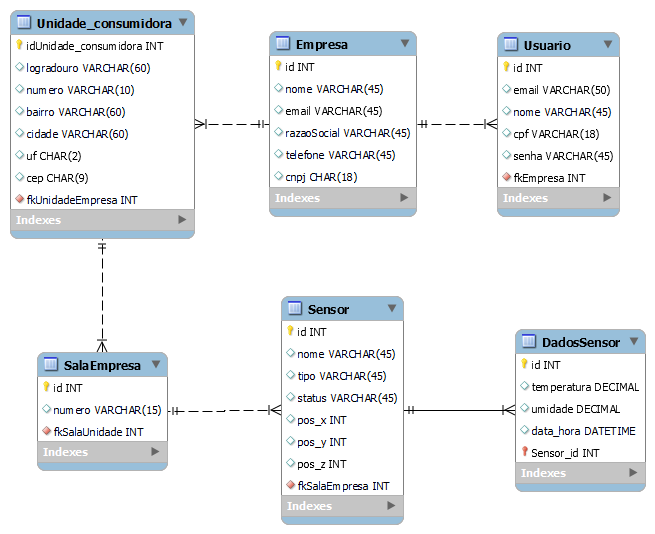 Unidade_consumidora
idUnidade_consumidora INT
logradouro VARCHAR(60)
numero VARCHAR(10)
bairro VARCHAR(60)
cidade VARCHAR(60)
uf CHAR(2)
cep CHAR(9)
fkUnidadeEmpresa INT
Indexes
Empresa
id INT
nome VARCHAR(45)
email VARCHAR(45)
razaoSocial VARCHAR(45)
telefone VARCHAR(45)
cnpj CHAR(18)
Indexes
Usuario
id INT
email VARCHAR(50)
nome VARCHAR(45)
cpf VARCHAR(18)
senha VARCHAR(45)
fkEmpresa INT
Indexes
SalaEmpresa
id INT
numero VARCHAR(15)
fkSalaUnidade INT
Indexes
Sensor
id INT
nome VARCHAR(45)
tipo VARCHAR(45)
status VARCHAR(45)
pos_x INT
pos_y INT
pos_z INT
fkSalaEmpresa INT
Indexes
DadosSensor
id INT
temperatura DECIMAL
umidade DECIMAL
data_hora DATETIME
Sensor_id INT
Indexes